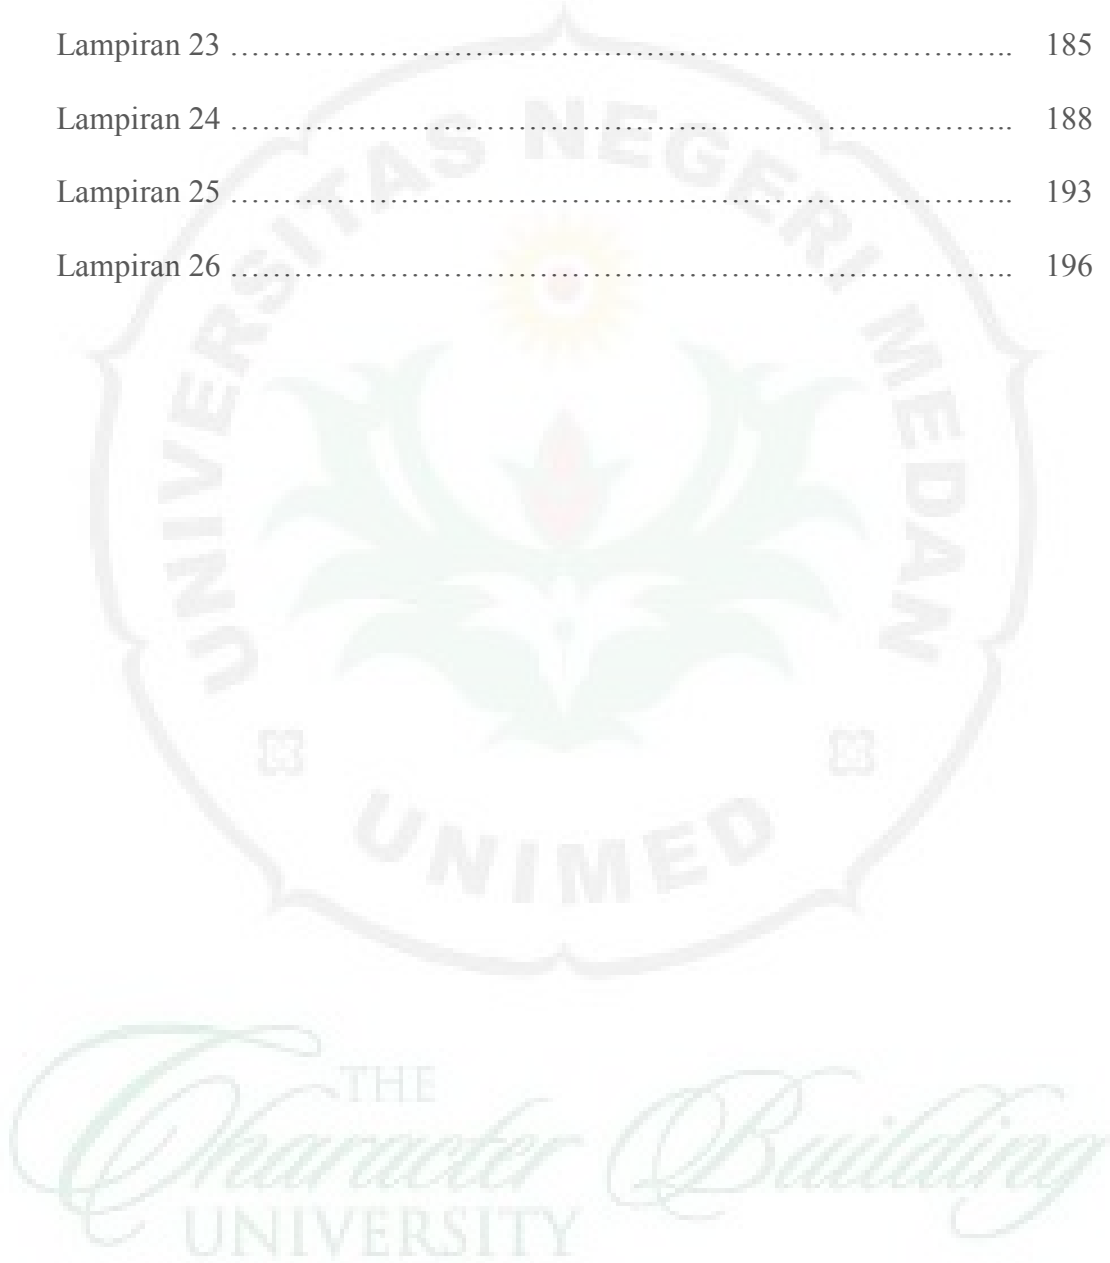 Lampiran 23 ………………………………………………………………….. 185
Lampiran 24 ………………………………………………………………….. 188
Lampiran 25 ………………………………………………………………….. 193
Lampiran 26 ………………………………………………………………….. 196
UNIVERSITAS NEGERI MEDAN
UNIMED
THE
Character Building
UNIVERSITY